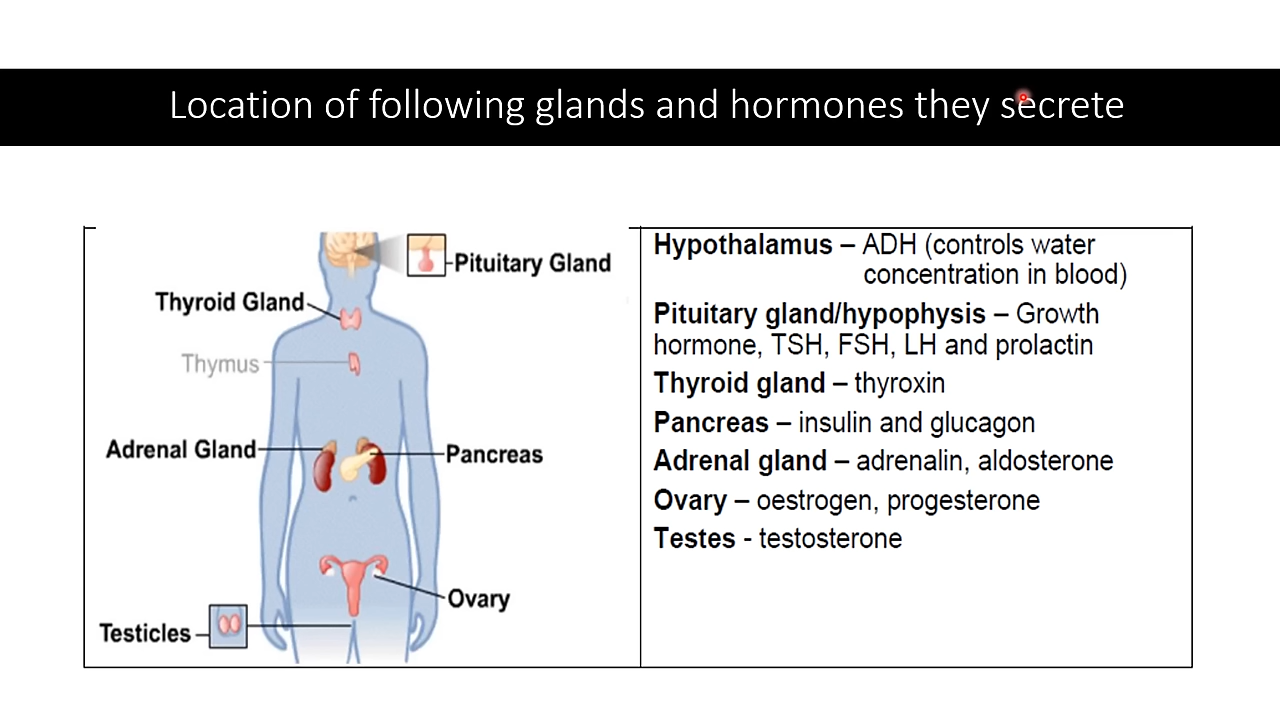 Location of following glands and hormones they secrete
Pituitary Gland
Thyroid Gland
Thymus
Adrenal Gland
Pancreas
Ovary
Testicles
Hypothalamus – ADH (controls water
concentration in blood)
Pituitary gland/hypophysis – Growth
hormone, TSH, FSH, LH and prolactin
Thyroid gland – thyroxin
Pancreas – insulin and glucagon
Adrenal gland – adrenalin, aldosterone
Ovary – oestrogen, progesterone
Testes - testosterone